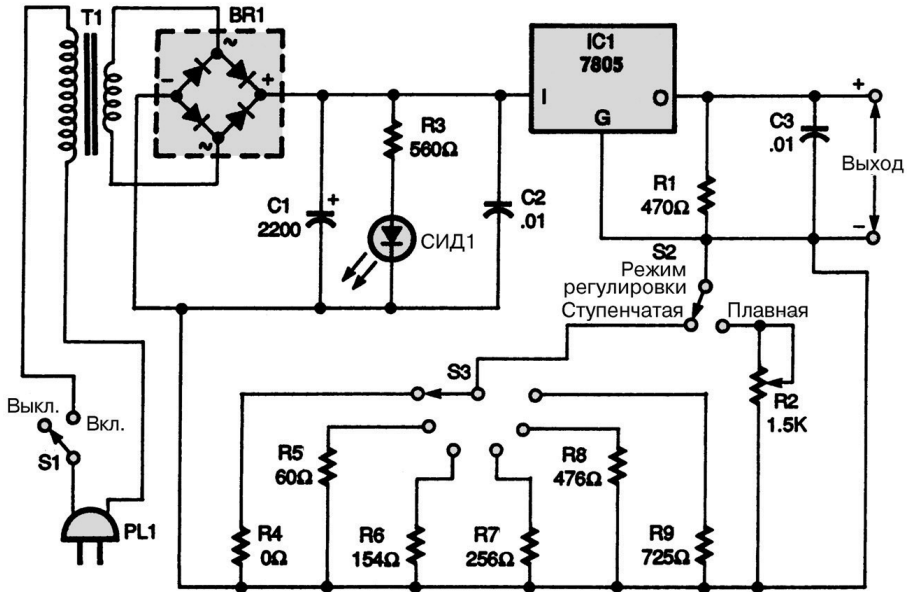 T1
BR1
~
−
+
~
IC1
7805
I
O
G
+
R3
560Ω
C1
2200
+
СИД1
C2
.01
R1
470Ω
C3
.01
Выход
−
S2
Режим
регулировки
Ступенчатая
Плавная
S3
R2
1.5K
Выкл.
Вкл.
S1
PL1
R5
60Ω
R8
476Ω
R4
0Ω
R6
154Ω
R7
256Ω
R9
725Ω